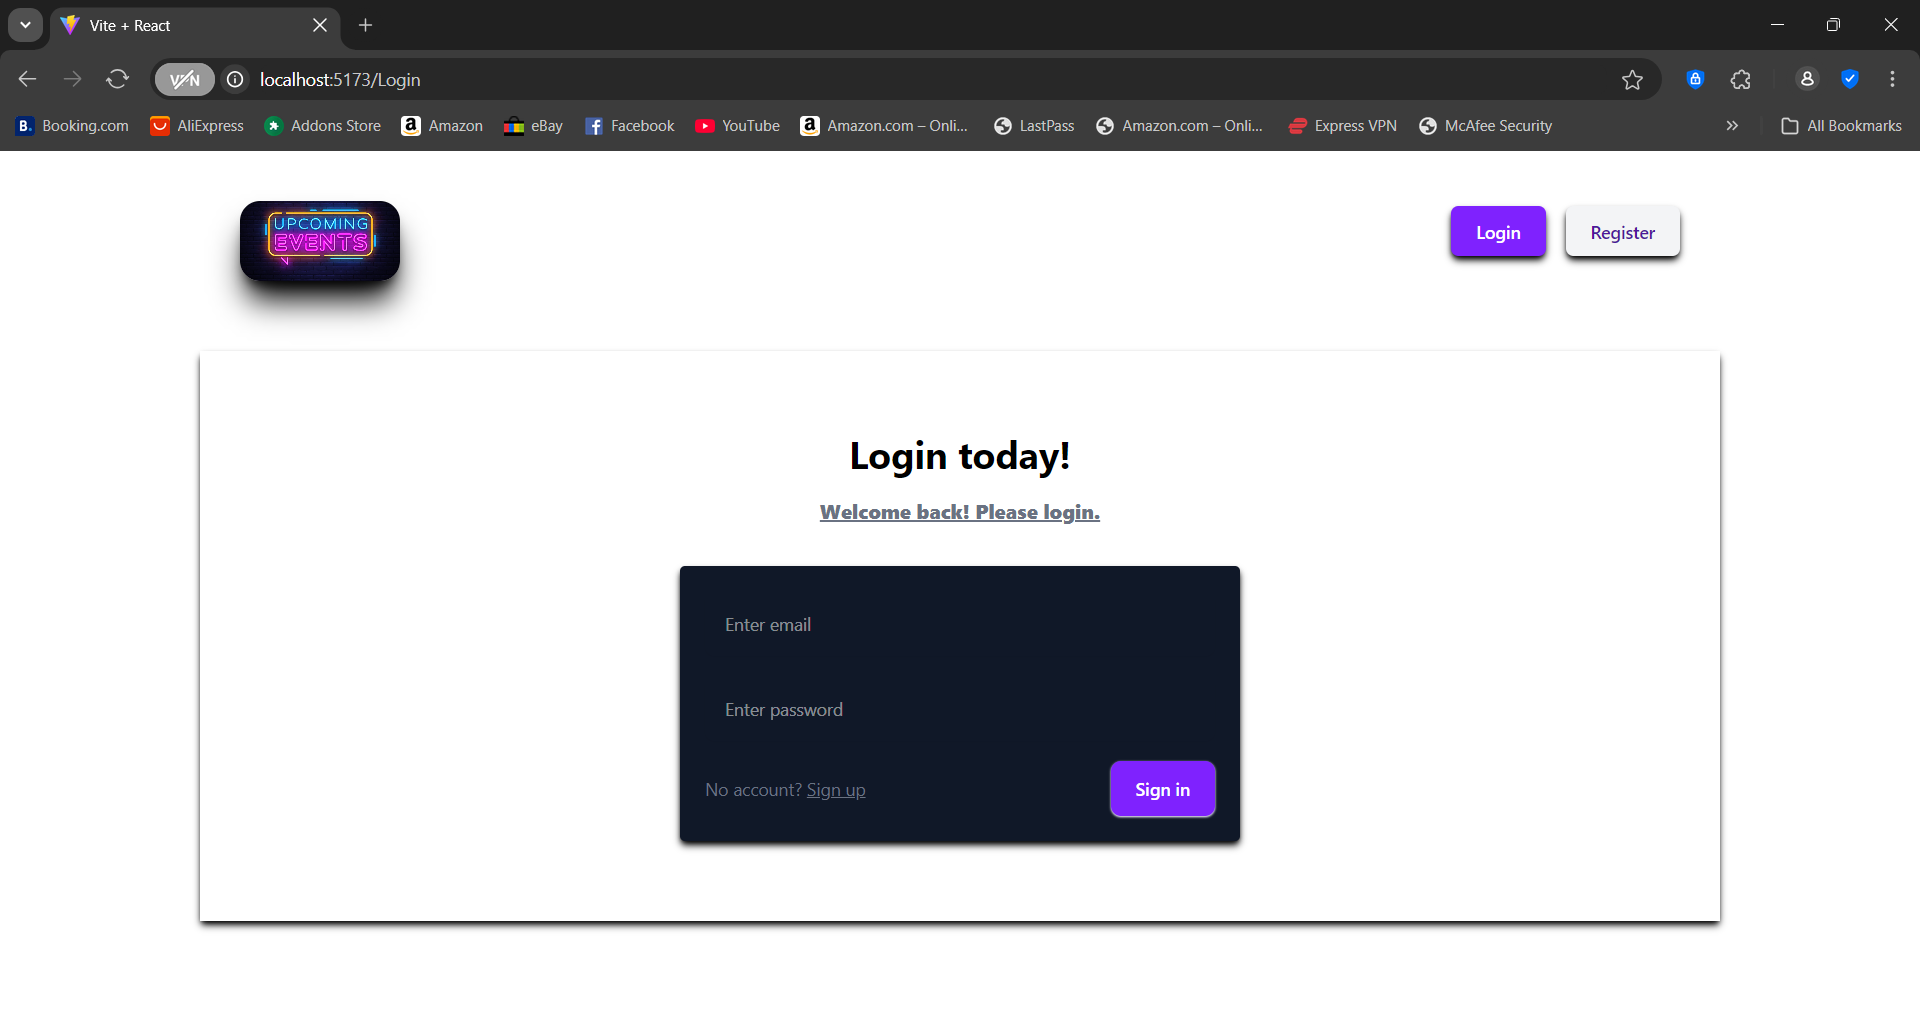 Vite + React
VPN
localhost:5173/Login
Booking.com AliExpress Addons Store Amazon eBay Facebook YouTube Amazon.com – Onli... LastPass Amazon.com – Onli... Express VPN McAfee Security » All Bookmarks
UPCOMING
EVENTS
Login Register
Login today!
Welcome back! Please login.
Enter email
Enter password
No account? Sign up Sign in